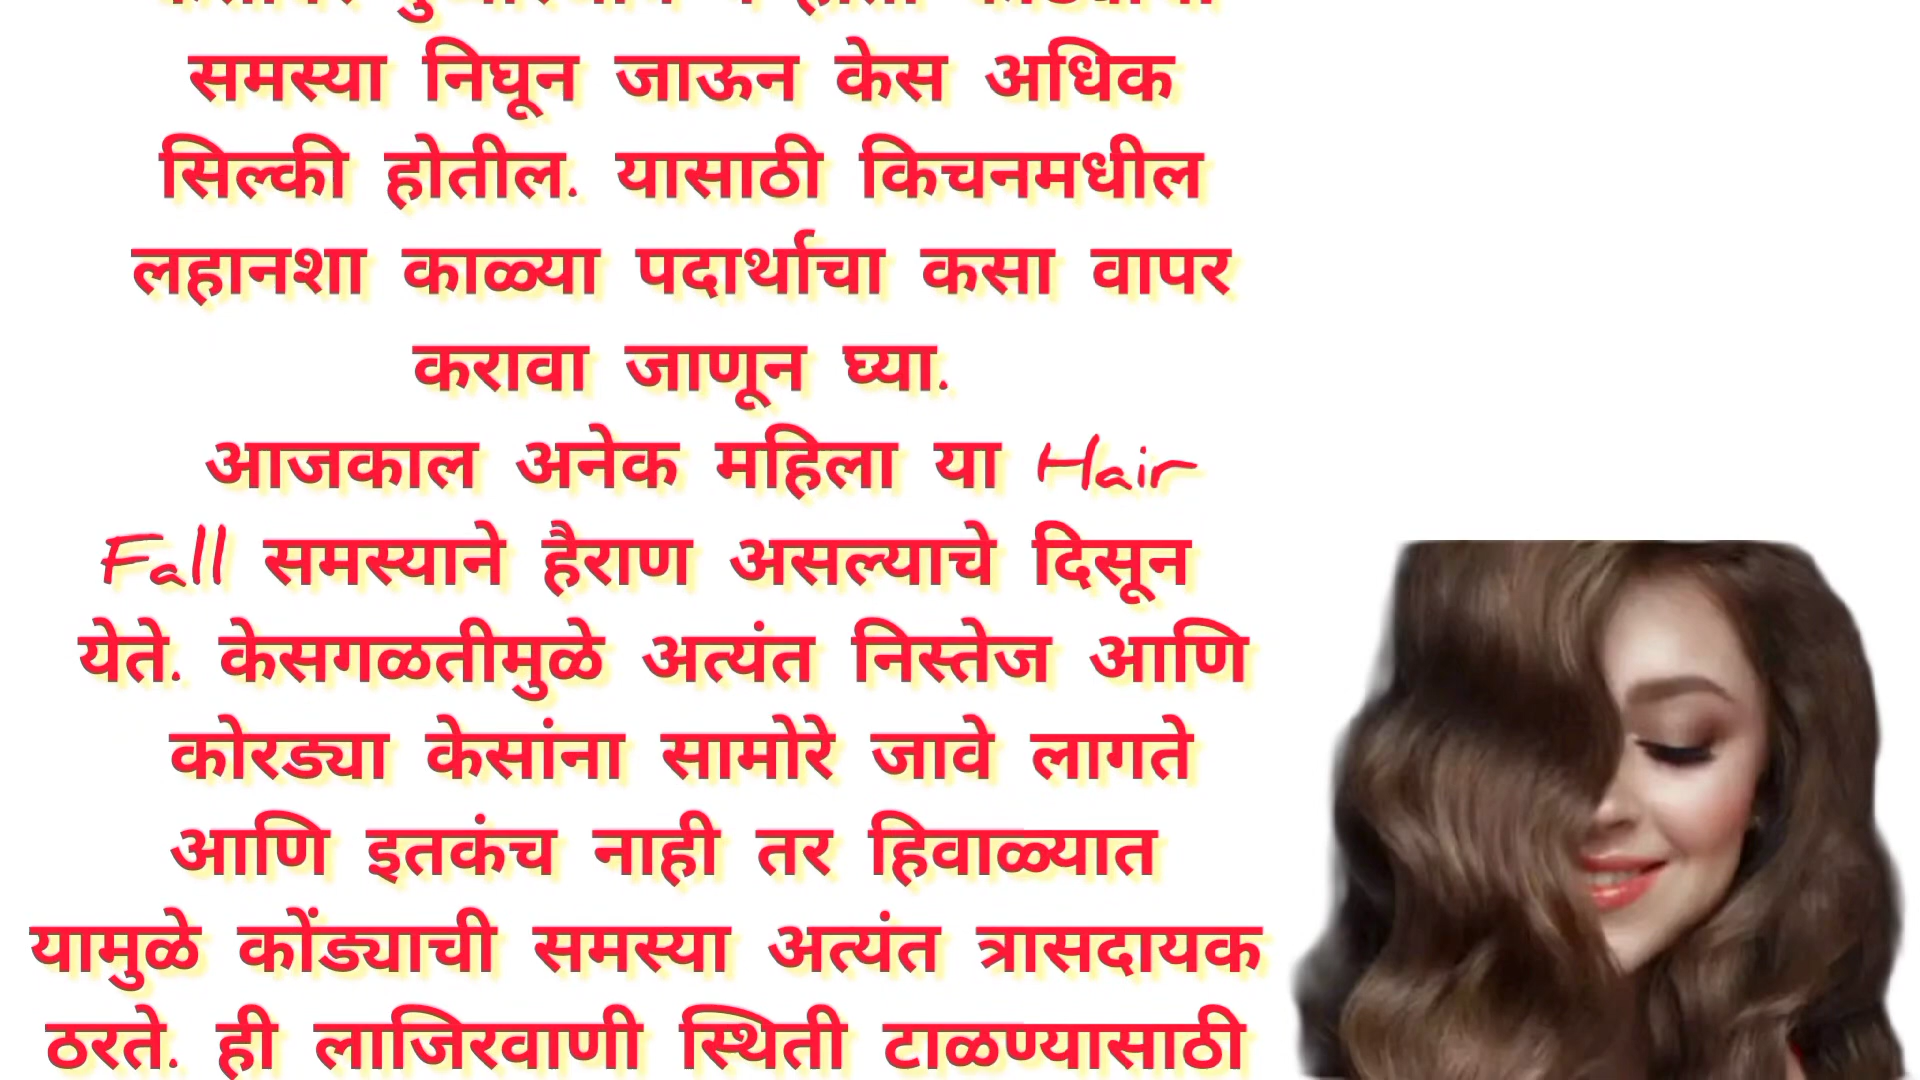 समस्या निघून जाऊन केस अधिक
सिल्की होतील. यासाठी किचनमधील
लहानशा काळ्या पदार्थाचा कसा वापर
करावा जाणून घ्या.
आजकाल अनेक महिला या Hair
Fall समस्याने हैराण असल्याचे दिसून
येते. केसगळतीमुळे अत्यंत निस्तेज आणि
कोरड्या केसांना सामोरे जावे लागते
आणि इतकंच नाही तर हिवाळ्यात
यामुळे कोंड्याची समस्या अत्यंत त्रासदायक
ठरते. ही लाजिरवाणी स्थिती टाळण्यासाठी